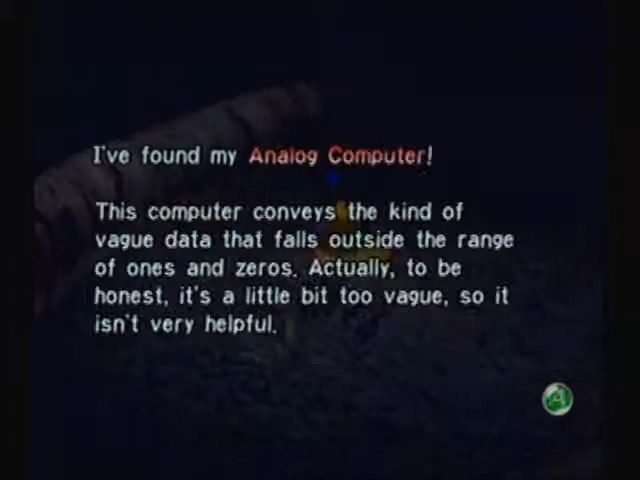 I've found my Analog Computer!
This computer conveys the kind of
vague data that falls outside the range
of ones and zeros. Actually, to be
honest, it's a little bit too vague, so it
isn't very helpful.
A